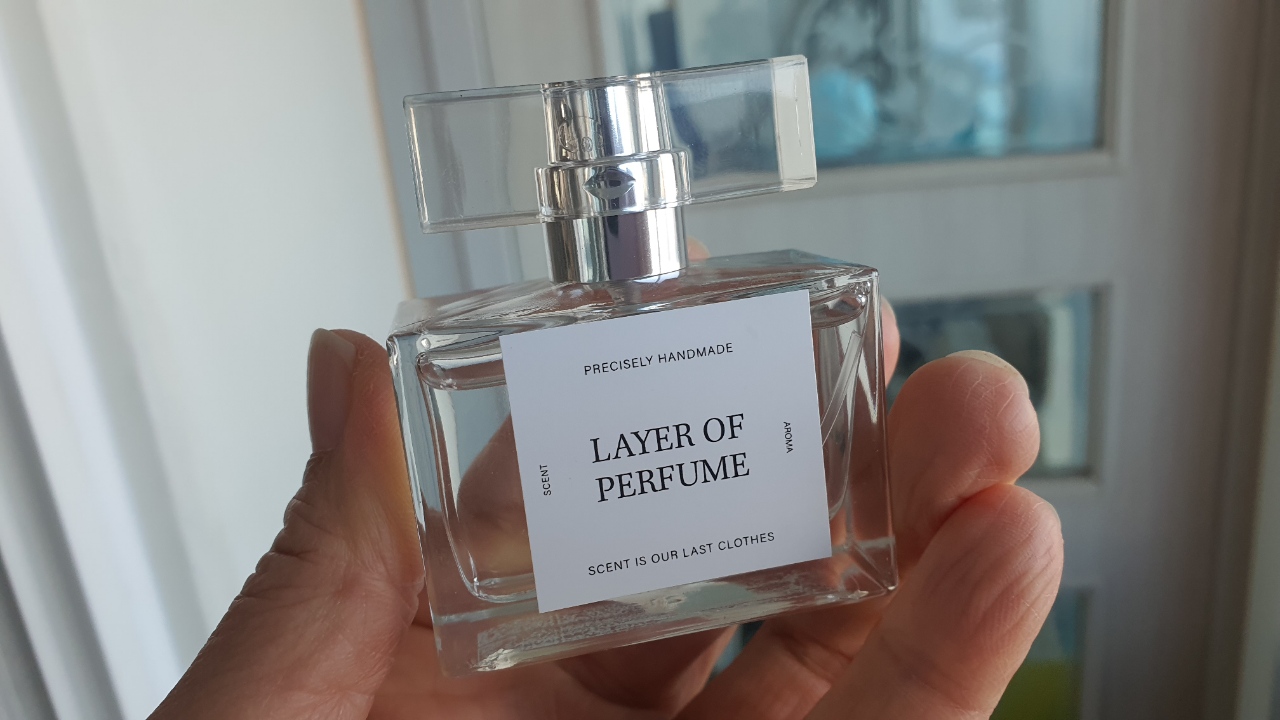 PRECISELY HANDMADE
LAYER OF
PERFUME
SCENT
AROMA
SCENT IS OUR LAST CLOTHES